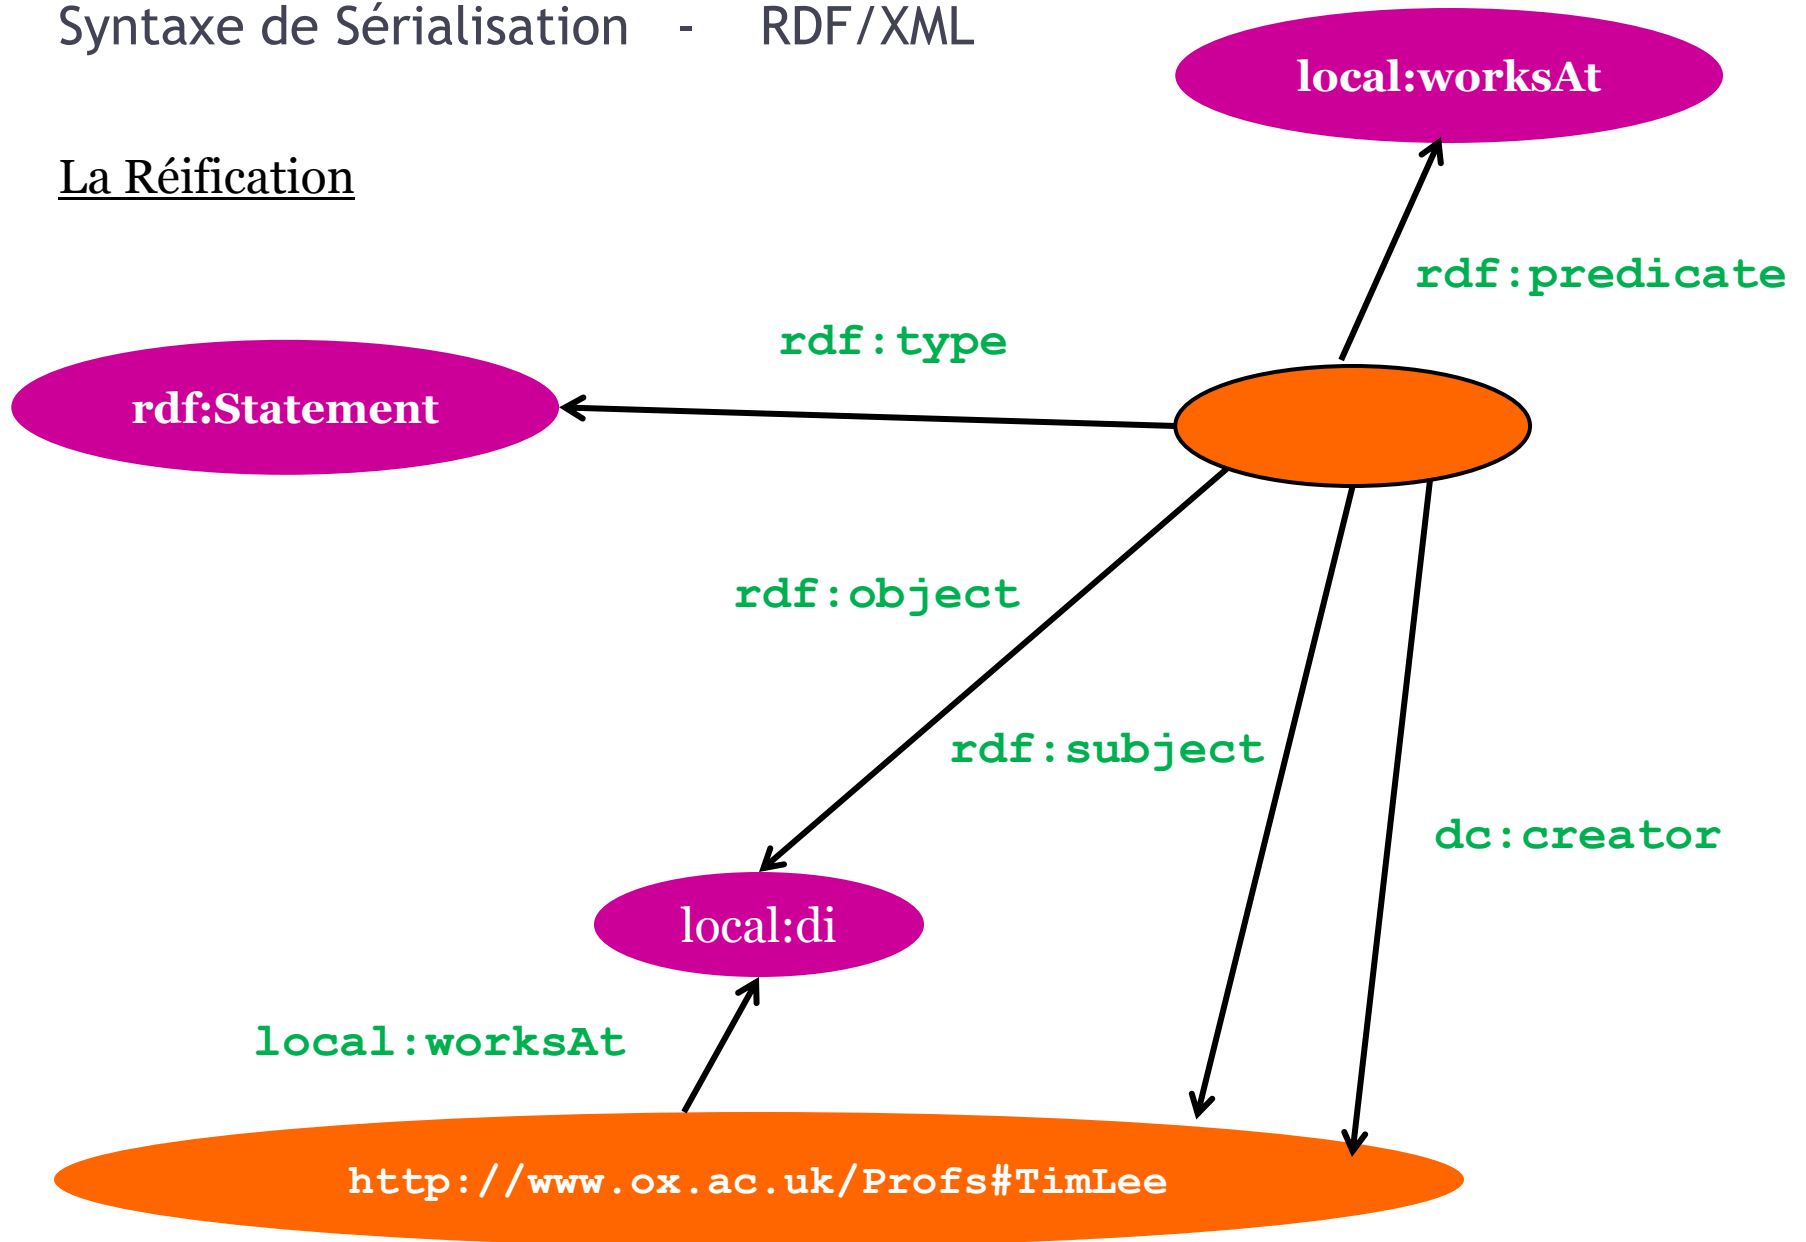 Syntaxe de Sérialisation - RDF/XML
local:worksAt
La Réification
rdf:predicate
rdf:type
rdf:Statement
rdf:object
rdf:subject
dc:creator
local:di
local:worksAt
http://www.ox.ac.uk/Profs#TimLee